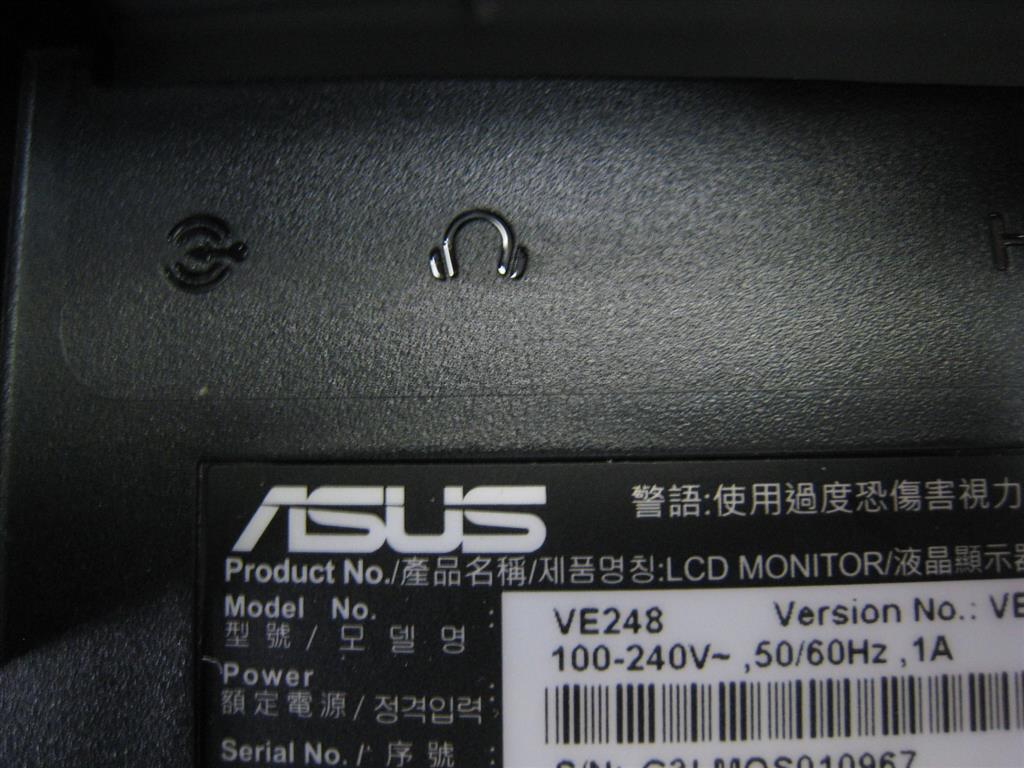 ASUS
警語:使用過度恐傷害視力
Product No./產品名稱/제품명칭:LCD MONITOR/液晶顯示器
Model No. : VE248 Version No.: VE
型號 / 모델명
Power : 100-240V~ ,50/60Hz ,1A
額定電源 / 정격입력
Serial No. / 序號 :